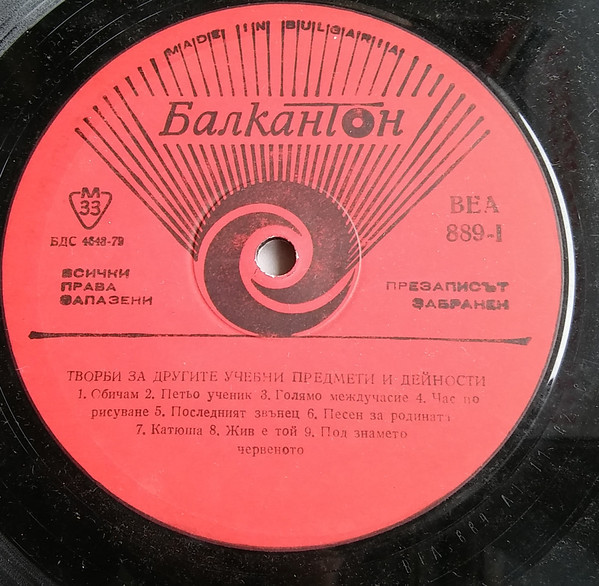 MADE IN BULGARIA
Балкантон
М
33
БДС 4548-79
ВЕА
889-I
ВСИЧКИ
ПРАВА
ЗАПАЗЕНИ
ПРЕЗАПИСЪТ
ЗАБРАНЕН
ТВОРБИ ЗА ДРУГИТЕ УЧЕБНИ ПРЕДМЕТИ И ДЕЙНОСТИ
1. Обичам 2. Петьо ученик 3. Голямо междучасие 4. Час по
рисуване 5. Последният звънец 6. Песен за родината
7. Катюша 8. Жив е той 9. Под знамето
червеното